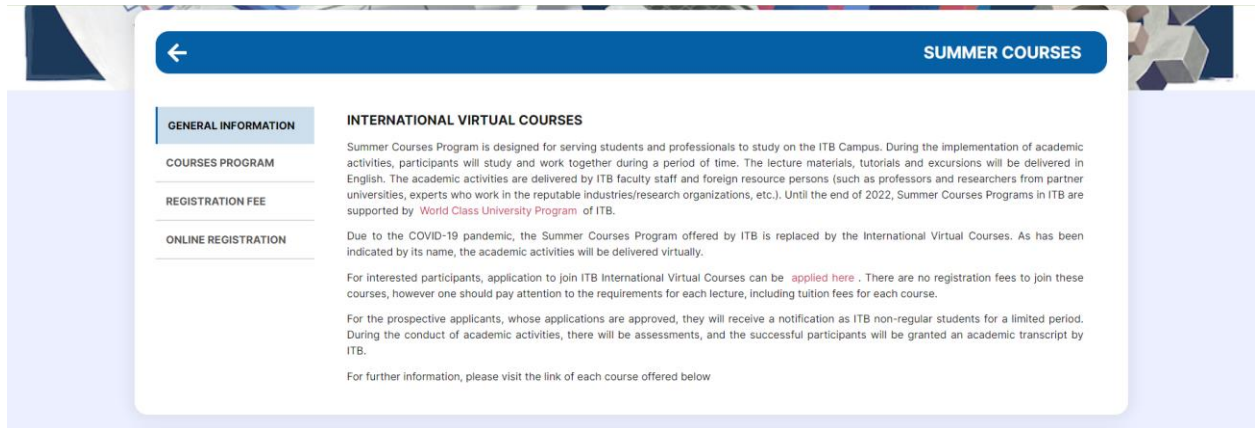 SUMMER COURSES
GENERAL INFORMATION
COURSES PROGRAM
REGISTRATION FEE
ONLINE REGISTRATION
INTERNATIONAL VIRTUAL COURSES
Summer Courses Program is designed for serving students and professionals to study on the ITB Campus. During the implementation of academic
activities, participants will study and work together during a period of time. The lecture materials, tutorials and excursions will be delivered in
English. The academic activities are delivered by ITB faculty staff and foreign resource persons (such as professors and researchers from partner
universities, experts who work in the reputable industries/research organizations, etc.). Until the end of 2022, Summer Courses Programs in ITB are
supported by World Class University Program of ITB.
Due to the COVID-19 pandemic, the Summer Courses Program offered by ITB is replaced by the International Virtual Courses. As has been
indicated by its name, the academic activities will be delivered virtually.
For interested participants, application to join ITB International Virtual Courses can be applied here . There are no registration fees to join these
courses, however one should pay attention to the requirements for each lecture, including tuition fees for each course.
For the prospective applicants, whose applications are approved, they will receive a notification as ITB non-regular students for a limited period.
During the conduct of academic activities, there will be assessments, and the successful participants will be granted an academic transcript by
ITB.
For further information, please visit the link of each course offered below